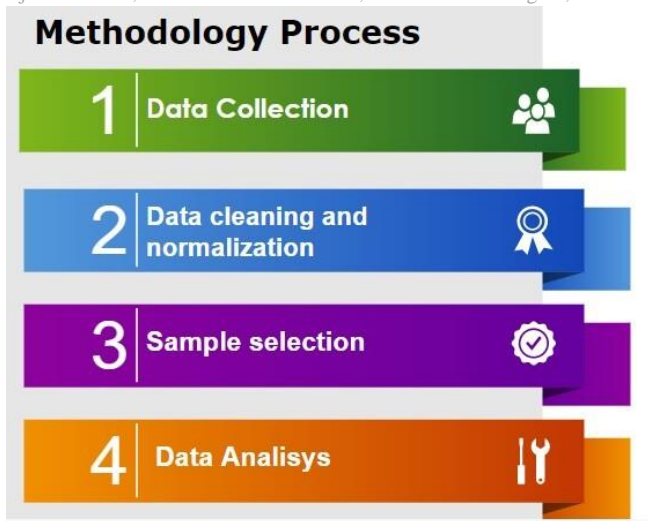 Methodology Process
1 Data Collection
2 Data cleaning and
normalization
3 Sample selection
4 Data Analisys